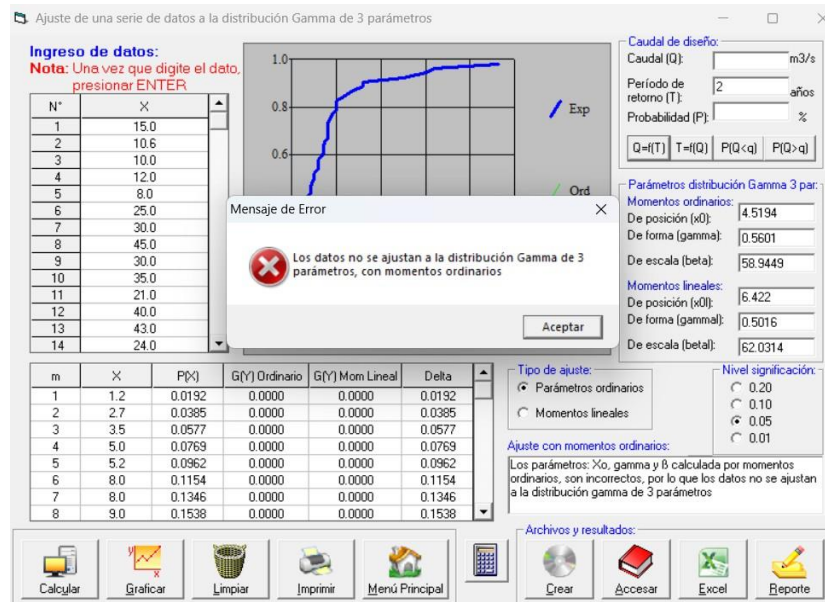 Ajuste de una serie de datos a la distribución Gamma de 3 parámetros
Ingreso de datos:
Nota: Una vez que digite el dato,
presionar ENTER
N° X
1 15.0
2 10.6
3 10.0
4 12.0
5 8.0
6 25.0
7 30.0
8 45.0
9 30.0
10 35.0
11 21.0
12 40.0
13 43.0
14 24.0
1.0
0.8
0.6
Exp
Ord
Caudal de diseño:
Caudal (Q): m3/s
Período de
retorno (T): 2 años
Probabilidad (P): %
Q=f(T) T=f(Q) P(Q<q) P(Q>q)
Parámetros distribución Gamma 3 par:
Momentos ordinarios:
De posición (x0): 4.5194
De forma (gamma): 0.5601
De escala (beta): 58.9449
Momentos lineales:
De posición (x0l): 6.422
De forma (gammal): 0.5016
De escala (betal): 62.0314
Mensaje de Error
Los datos no se ajustan a la distribución Gamma de 3
parámetros, con momentos ordinarios
Aceptar
m X P(X) G(Y) Ordinario G(Y) Mom Lineal Delta
1 1.2 0.0192 0.0000 0.0000 0.0192
2 2.7 0.0385 0.0000 0.0000 0.0385
3 3.5 0.0577 0.0000 0.0000 0.0577
4 5.0 0.0769 0.0000 0.0000 0.0769
5 5.2 0.0962 0.0000 0.0000 0.0962
6 8.0 0.1154 0.0000 0.0000 0.1154
7 8.0 0.1346 0.0000 0.0000 0.1346
8 9.0 0.1538 0.0000 0.0000 0.1538
Tipo de ajuste:
Parámetros ordinarios
Momentos lineales
Nivel significación:
0.20
0.10
0.05
0.01
Ajuste con momentos ordinarios:
Los parámetros: Xo, gamma y ß calculada por momentos
ordinarios, son incorrectos, por lo que los datos no se ajustan
a la distribución gamma de 3 parámetros
Calcular Graficar Limpiar Imprimir Menú Principal
Archivos y resultados:
Crear Accesar Excel Reporte